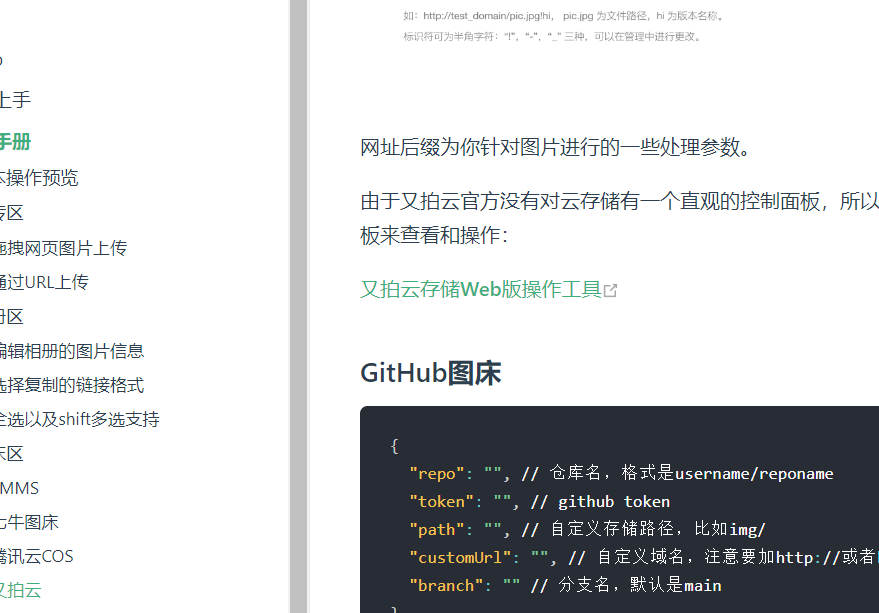 如：http://test_domain/pic.jpg!hi， pic.jpg 为文件路径，hi 为版本名称。
标识符可为半角字符：“!”，“-”，“_” 三种，可以在管理中进行更改。
上手
手册
本操作预览
传区
拖拽网页图片上传
通过URL上传
册区
编辑相册的图片信息
选择复制的链接格式
全选以及shift多选支持
床区
MMS
七牛图床
腾讯云COS
又拍云
网址后缀为你针对图片进行的一些处理参数。
由于又拍云官方没有对云存储有一个直观的控制面板，所以
板来查看和操作：
又拍云存储Web版操作工具
GitHub图床
{
"repo": "", // 仓库名，格式是username/reponame
"token": "", // github token
"path": "", // 自定义存储路径，比如img/
"customUrl": "", // 自定义域名，注意要加http://或者
"branch": "" // 分支名，默认是main
}